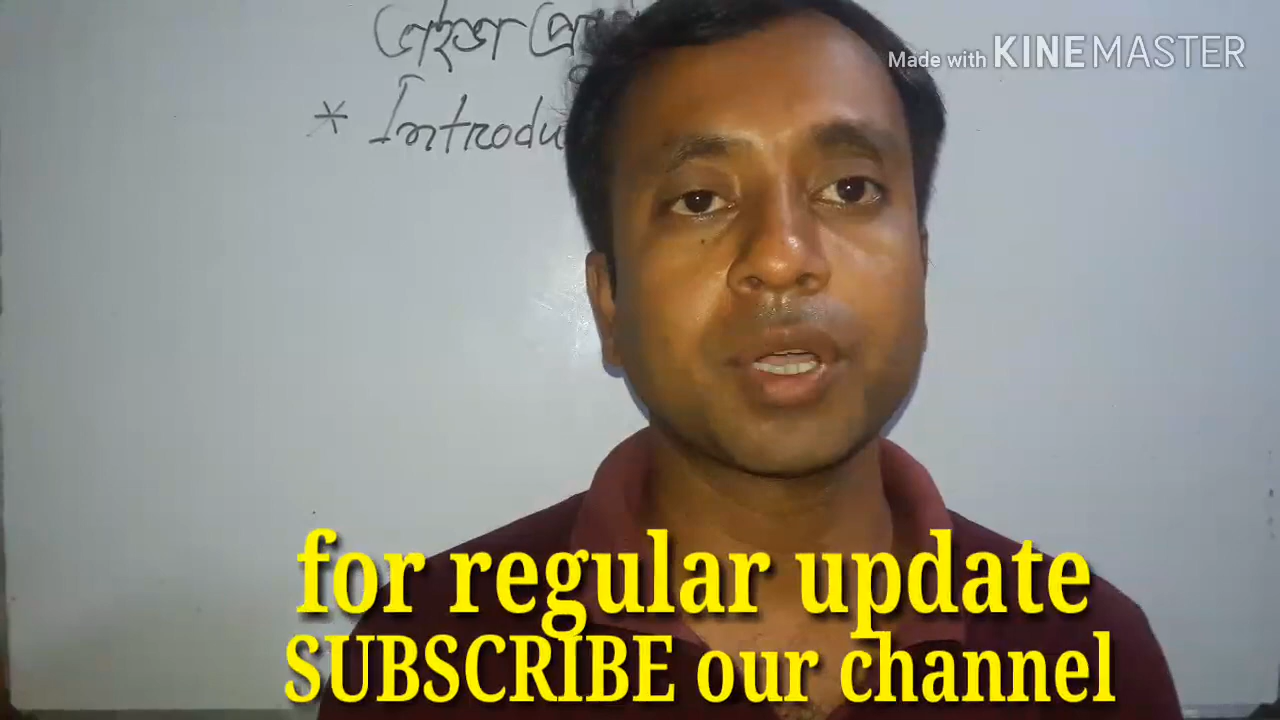 Made with KINEMASTER
* Introdu
for regular update
SUBSCRIBE our channel